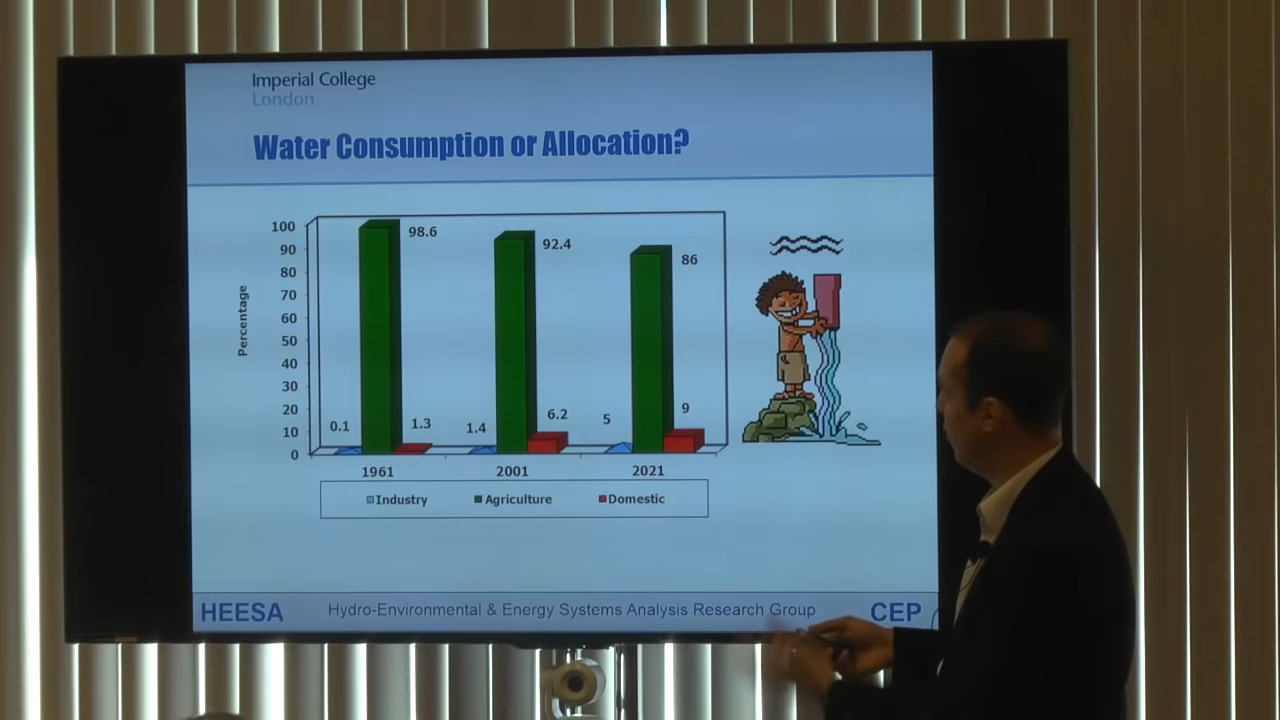 Imperial College
London
Water Consumption or Allocation?
Percentage
100
90
80
70
60
50
40
30
20
10
0
0.1
98.6
1.3
1.4
92.4
6.2
5
86
9
1961 2001 2021
Industry Agriculture Domestic
HEESA Hydro-Environmental & Energy Systems Analysis Research Group CEP